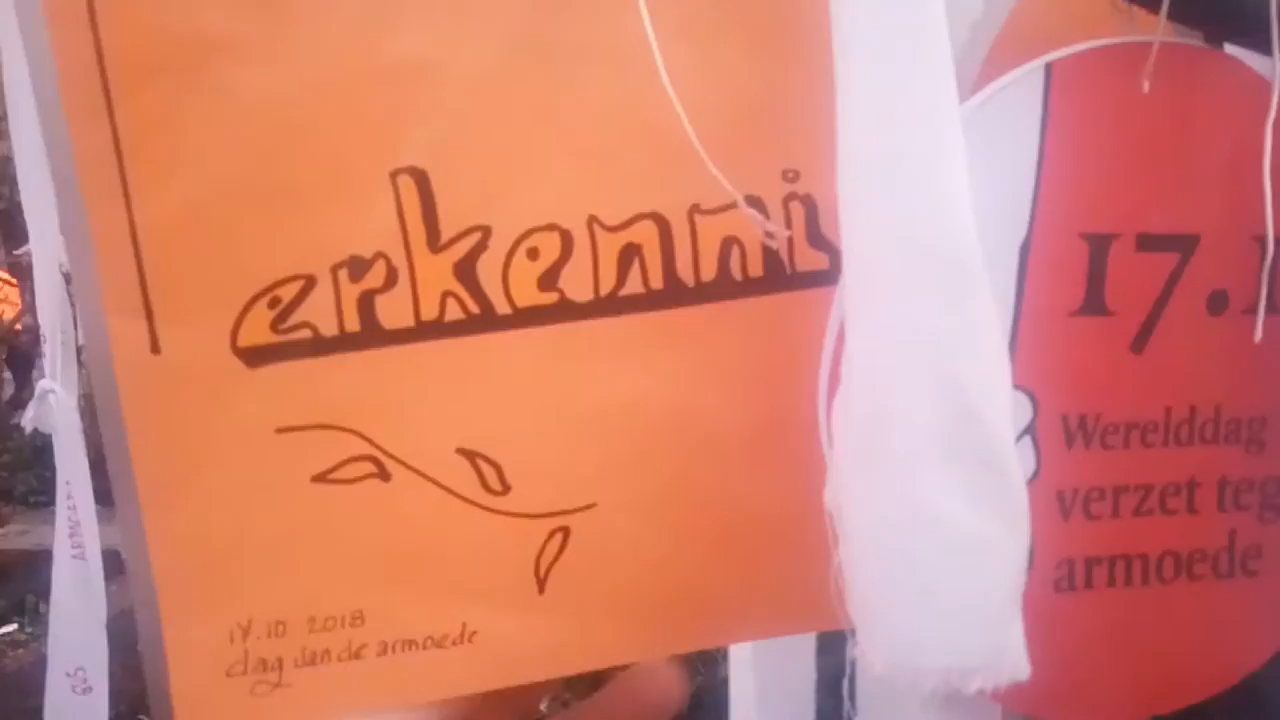 erkenni
17.10 2018
dag van de armoede
17.1
Werelddag
verzet teg
armoede